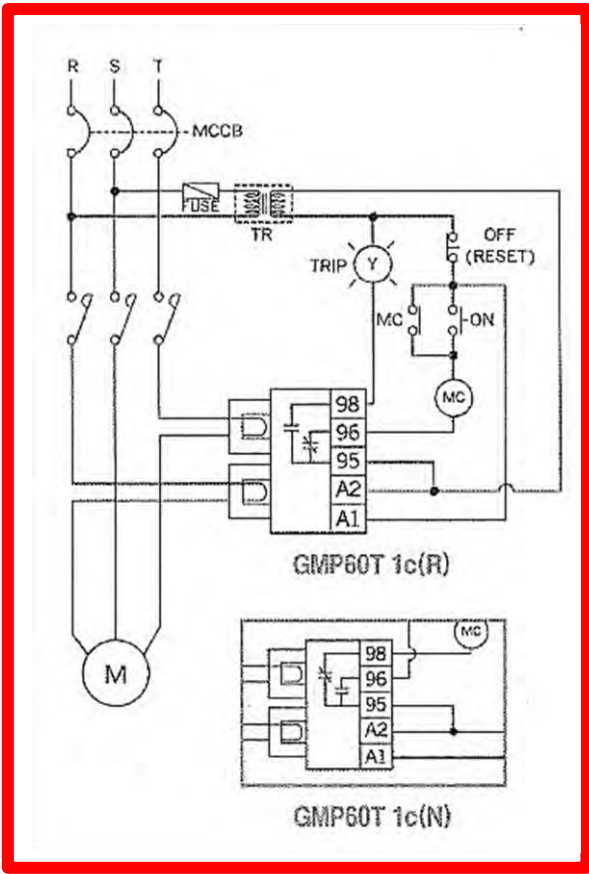 R S T
MCCB
FUSE
TR
OFF
(RESET)
TRIP Y
MC ON
MC
98
96
95
A2
A1
GMP60T 1c(R)
M
MC
98
96
95
A2
A1
GMP60T 1c(N)